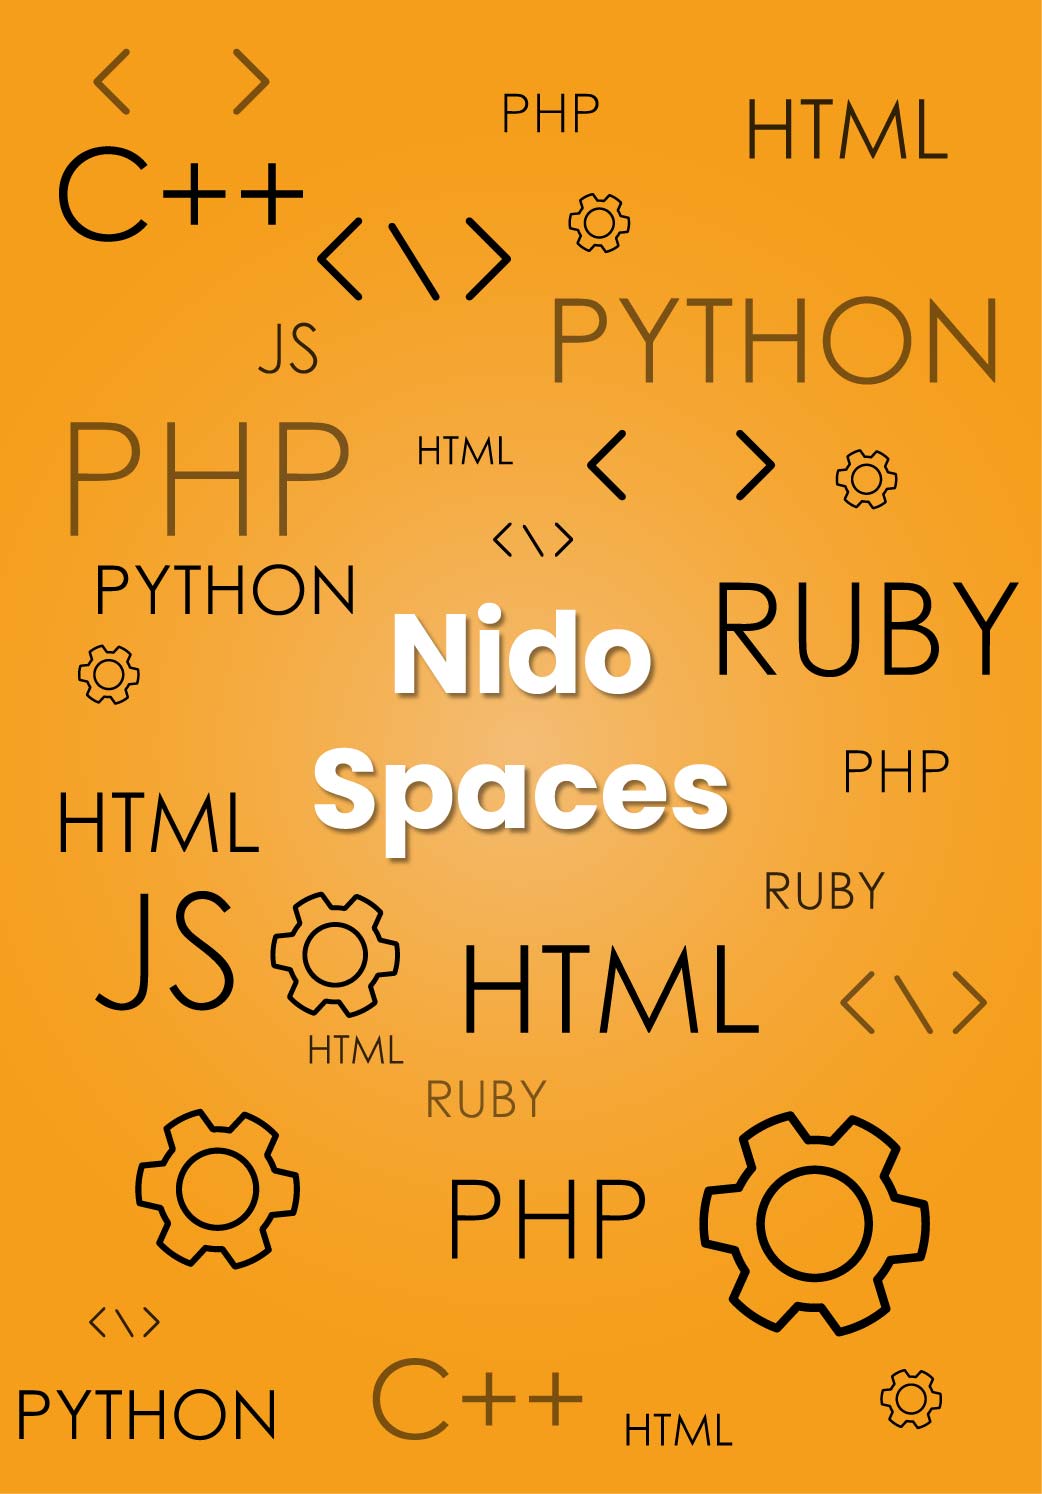 < >
PHP
HTML
C++
<\>
JS
PYTHON
PHP
HTML
< >
<\>
PYTHON
RUBY
Nido
Spaces
PHP
HTML
RUBY
JS
HTML
<\>
HTML
RUBY
PHP
<\>
PYTHON
C++
HTML